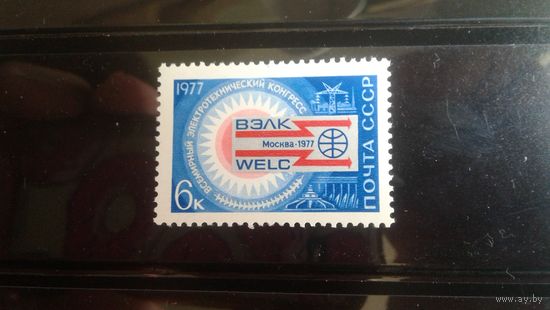 1977
ВСЕМИРНЫЙ ЭЛЕКТРОТЕХНИЧЕСКИЙ КОНГРЕСС
ВЭЛК
Москва·1977
WELC
6к
ПОЧТА СССР
www.ay.by